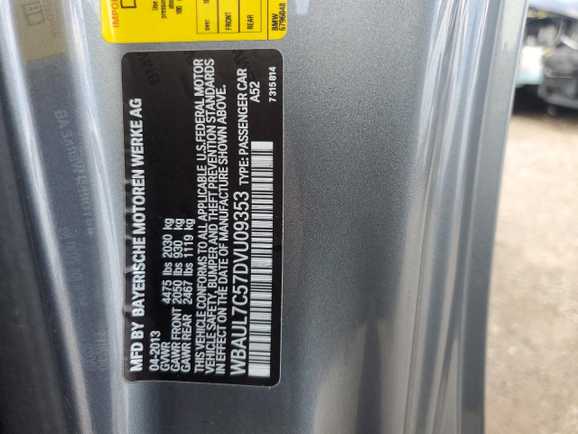 MFD BY BAYERISCHE MOTOREN WERKE AG
04-2013
GVWR 4475 lbs 2030 kg
GAWR FRONT 2050 lbs 930 kg
GAWR REAR 2467 lbs 1119 kg
THIS VEHICLE CONFORMS TO ALL APPLICABLE U.S.FEDERAL MOTOR
VEHICLE SAFETY, BUMPER AND THEFT PREVENTION STANDARDS
IN EFFECT ON THE DATE OF MANUFACTURE SHOWN ABOVE.
WBAUL7C57DVU09353 TYPE: PASSENGER CAR
A52
7 315 814
FRONT
REAR
BMW
6796848